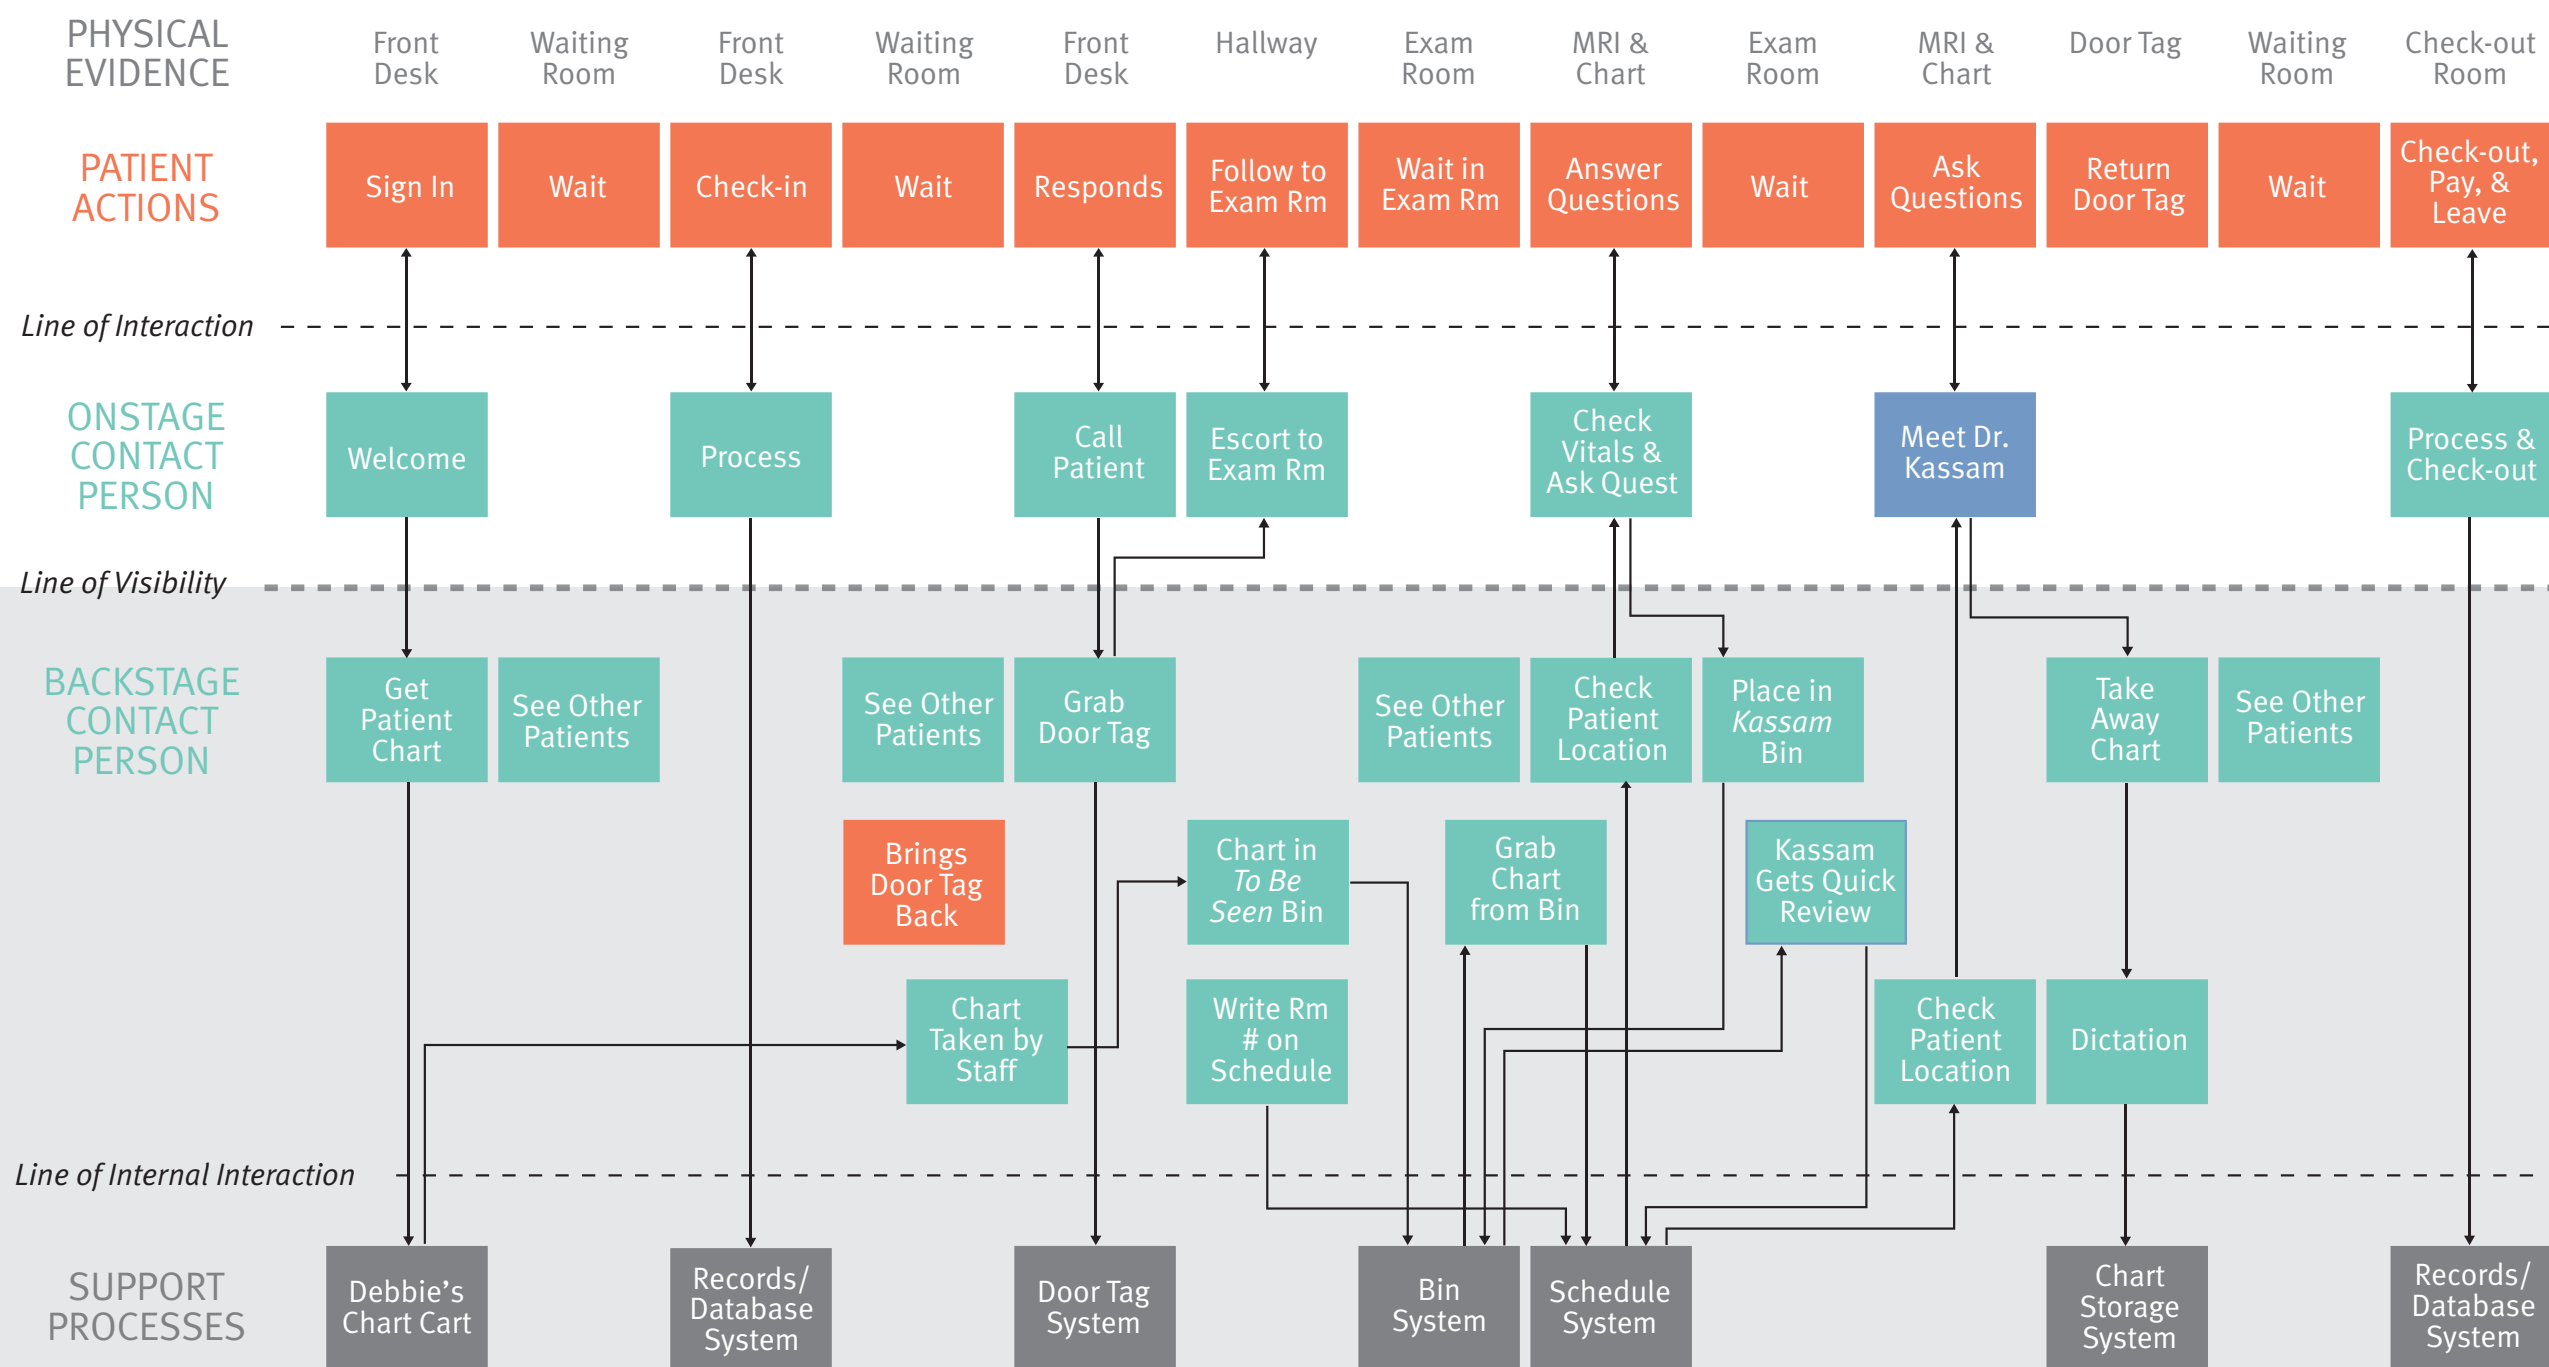 PHYSICAL
EVIDENCE
Front
Desk
Waiting
Room
Front
Desk
Waiting
Room
Front
Desk
Hallway
Exam
Room
MRI &
Chart
Exam
Room
MRI &
Chart
Door Tag
Waiting
Room
Check-out
Room
PATIENT
ACTIONS
Sign In
Wait
Check-in
Wait
Responds
Follow to
Exam Rm
Wait in
Exam Rm
Answer
Questions
Wait
Ask
Questions
Return
Door Tag
Wait
Check-out,
Pay, &
Leave
Line of Interaction
ONSTAGE
CONTACT
PERSON
Welcome
Process
Call
Patient
Escort to
Exam Rm
Check
Vitals &
Ask Quest
Meet Dr.
Kassam
Process &
Check-out
Line of Visibility
BACKSTAGE
CONTACT
PERSON
Get
Patient
Chart
See Other
Patients
See Other
Patients
Grab
Door Tag
See Other
Patients
Check
Patient
Location
Place in
Kassam
Bin
Take
Away
Chart
See Other
Patients
Brings
Door Tag
Back
Chart in
To Be
Seen Bin
Grab
Chart
from Bin
Kassam
Gets Quick
Review
Chart
Taken by
Staff
Write Rm
# on
Schedule
Check
Patient
Location
Dictation
Line of Internal Interaction
SUPPORT
PROCESSES
Debbie's
Chart Cart
Records/
Database
System
Door Tag
System
Bin
System
Schedule
System
Chart
Storage
System
Records/
Database
System